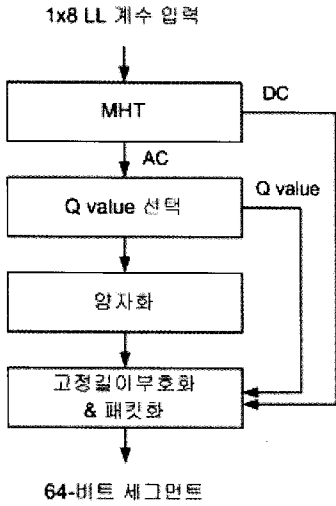 1x8 LL 계수 입력
MHT
DC
AC
Q value 선택
Q value
양자화
고정길이부호화
& 패킷화
64-비트 세그먼트